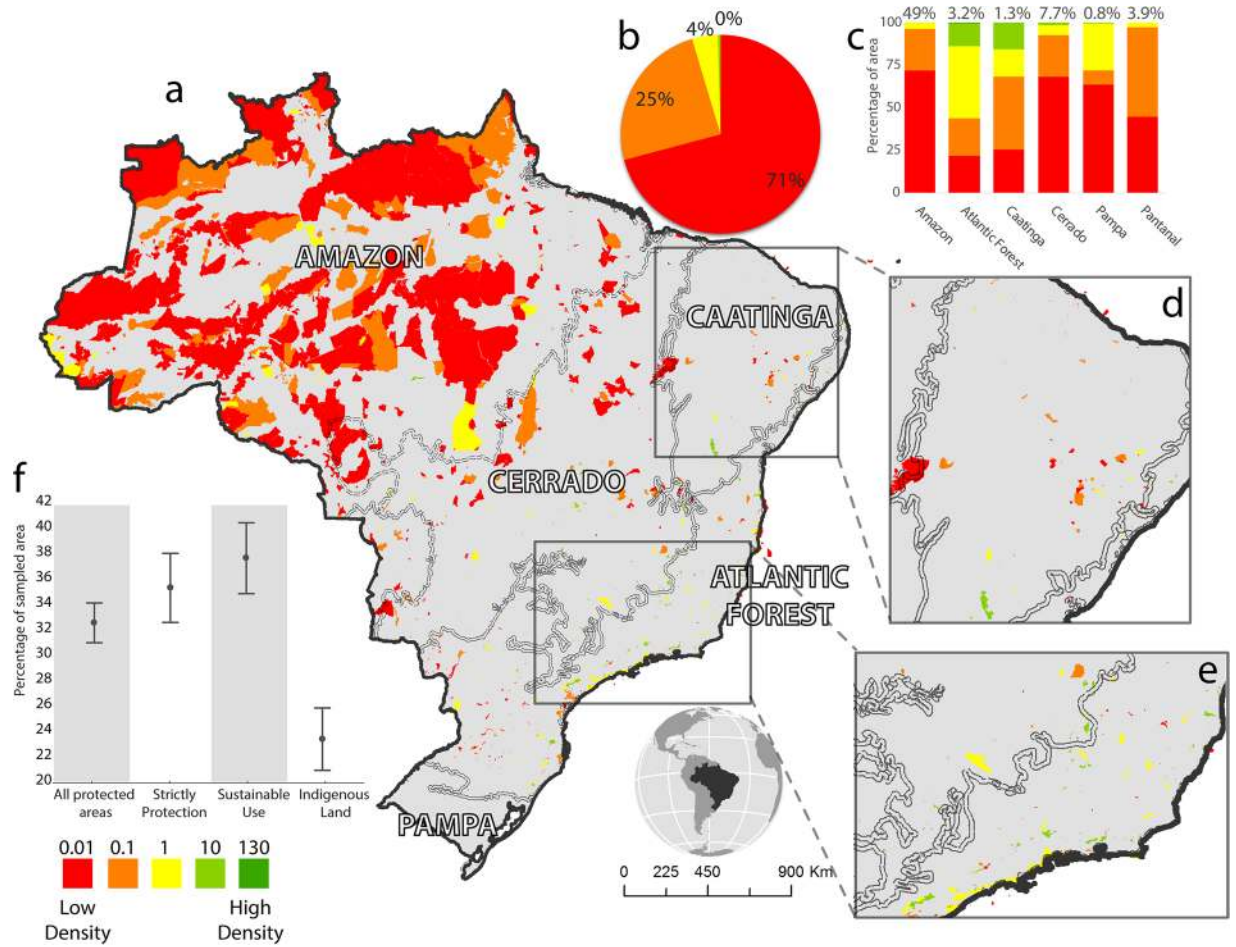 a
b
0%
4%
25%
71%
c
49% 3.2% 1.3% 7.7% 0.8% 3.9%
Percentage of area
100
75
50
25
0
Amazon
Atlantic Forest
Caatinga
Cerrado
Pampa
Pantanal
AMAZON
CAATINGA
CERRADO
ATLANTIC
FOREST
PAMPA
d
e
f
Percentage of sampled area
42
40
38
36
34
32
30
28
26
24
22
20
All protected
areas
Strictly
Protection
Sustainable
Use
Indigenous
Land
0.01 0.1 1 10 130
Low
Density
High
Density
0 225 450 900 Km